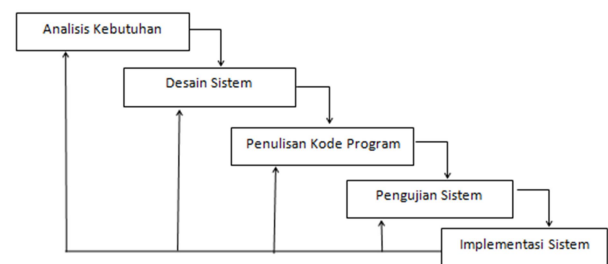 Analisis Kebutuhan
Desain Sistem
Penulisan Kode Program
Pengujian Sistem
Implementasi Sistem